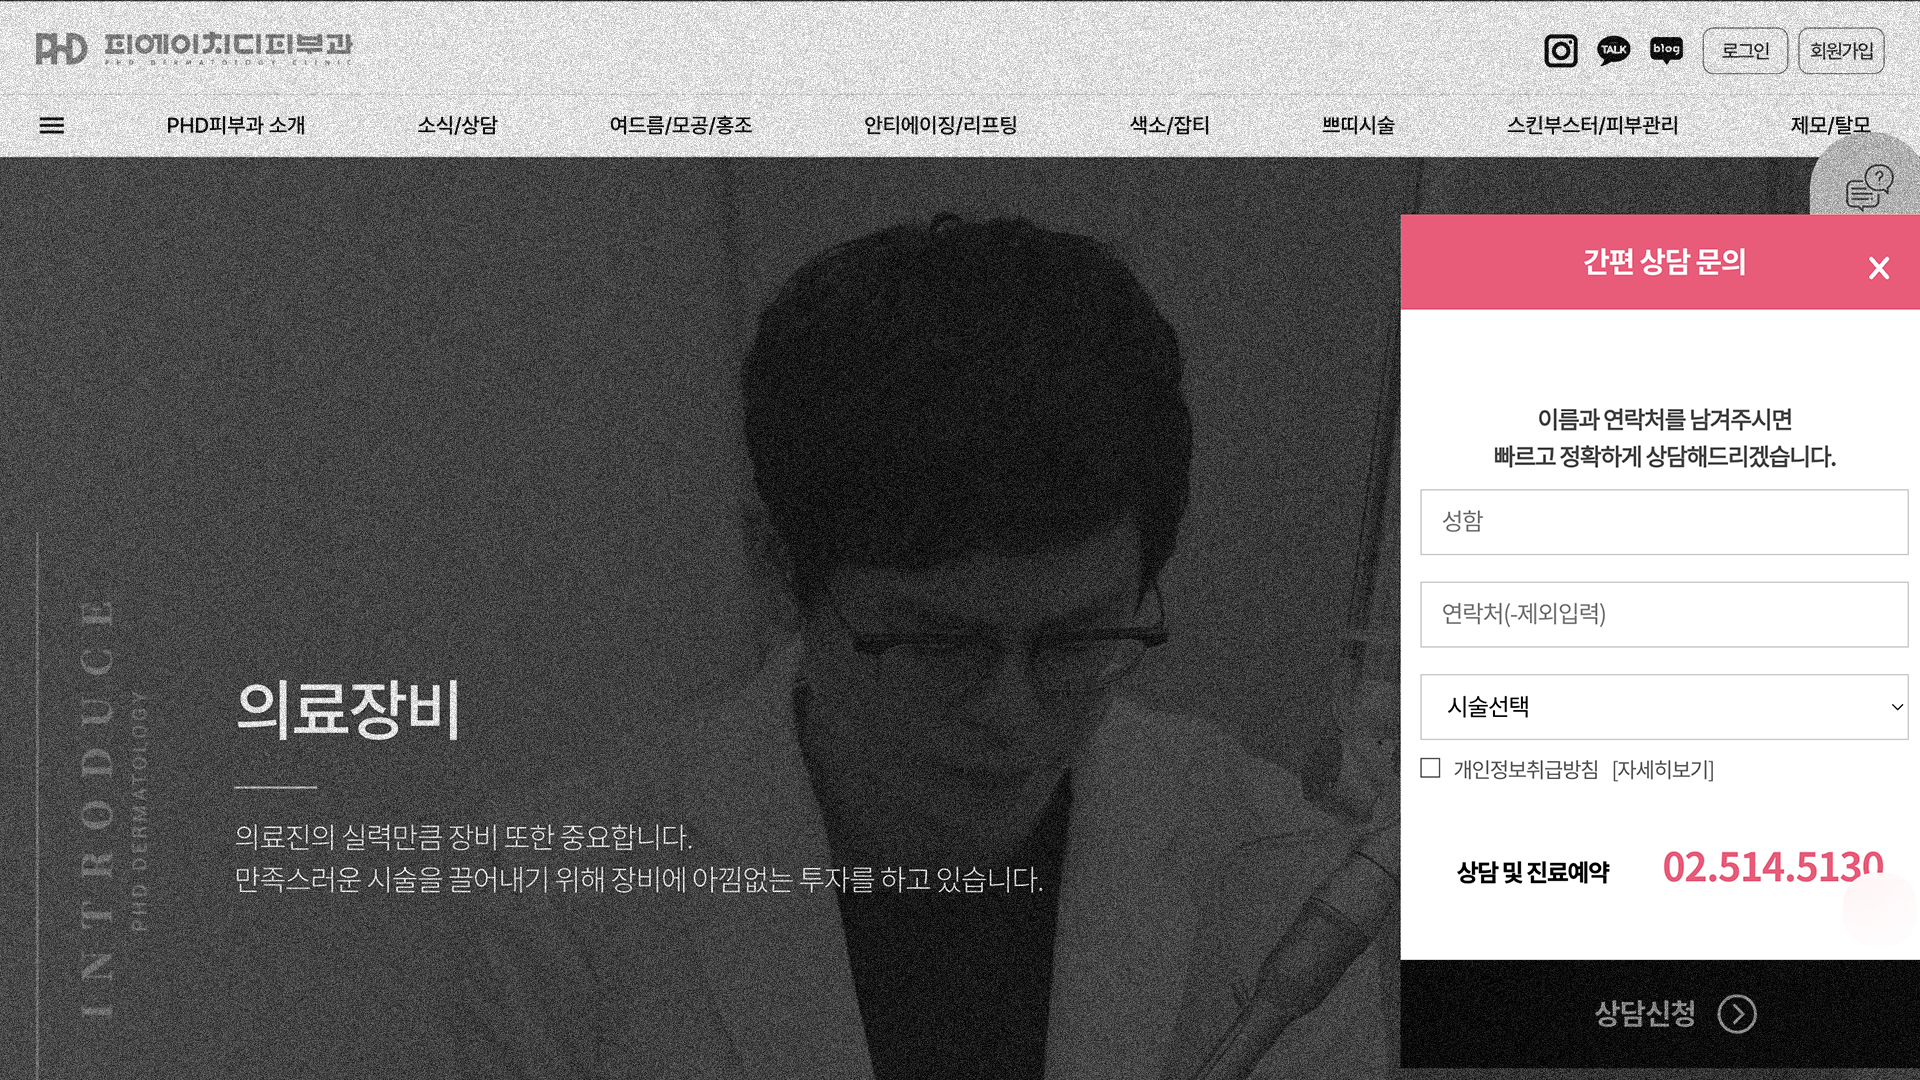 PHD 피에이치디피부과
PHD DERMATOLOGY CLINIC
TALK
blog
로그인
회원가입
PHD피부과 소개
소식/상담
여드름/모공/홍조
안티에이징/리프팅
색소/잡티
쁘띠시술
스킨부스터/피부관리
제모/탈모
INTRODUCE
PHD DERMATOLOGY
의료장비
의료진의 실력만큼 장비 또한 중요합니다.
만족스러운 시술을 끌어내기 위해 장비에 아낌없는 투자를 하고 있습니다.
간편 상담 문의
이름과 연락처를 남겨주시면
빠르고 정확하게 상담해드리겠습니다.
성함
연락처(-제외입력)
시술선택
개인정보취급방침 [자세히보기]
상담 및 진료예약 02.514.5130
상담신청